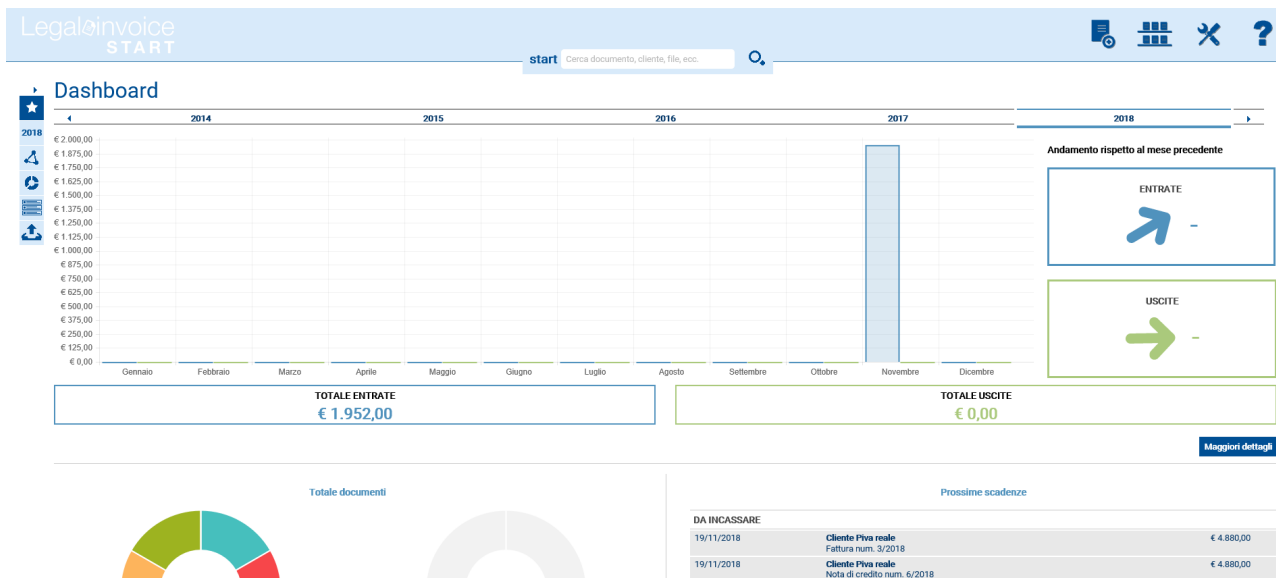 Legalinvoice
START
start Cerca documento, cliente, file, ecc.
Dashboard
2014 2015 2016 2017 2018
2018
€ 2.000,00
€ 1.875,00
€ 1.750,00
€ 1.625,00
€ 1.500,00
€ 1.375,00
€ 1.250,00
€ 1.125,00
€ 1.000,00
€ 875,00
€ 750,00
€ 625,00
€ 500,00
€ 375,00
€ 250,00
€ 125,00
€ 0,00
Gennaio Febbraio Marzo Aprile Maggio Giugno Luglio Agosto Settembre Ottobre Novembre Dicembre
Andamento rispetto al mese precedente
ENTRATE
-
USCITE
-
TOTALE ENTRATE
€ 1.952,00
TOTALE USCITE
€ 0,00
Maggiori dettagli
Totale documenti
Prossime scadenze
DA INCASSARE
19/11/2018 Cliente Piva reale € 4.880,00
Fattura num. 3/2018
19/11/2018 Cliente Piva reale € 4.880,00
Nota di credito num. 6/2018